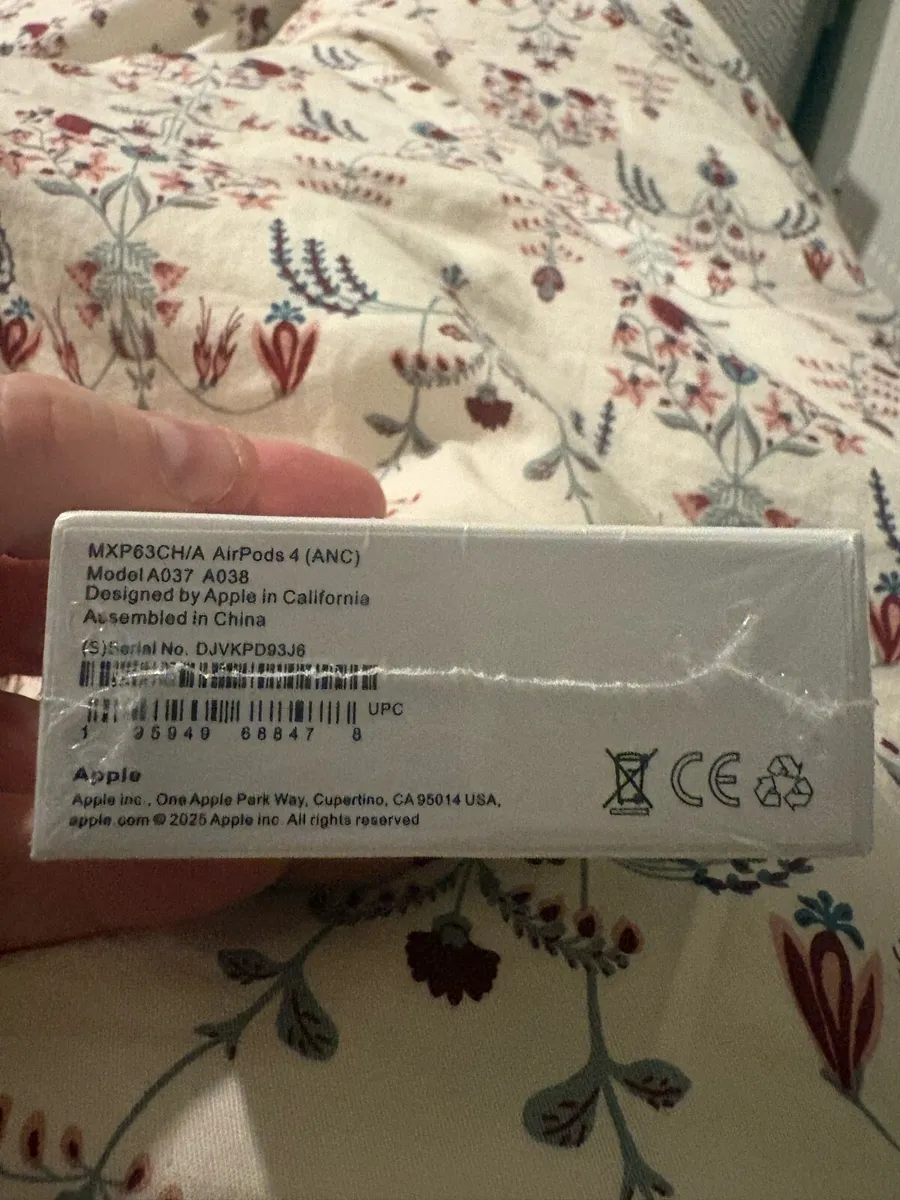 MXP63CH/A AirPods 4 (ANC)
Model A037 A038
Designed by Apple in California
Assembled in China
(S)Serial No. DJVKPD93J6
UPC
1 95949 68847 8
Apple
Apple inc., One Apple Park Way, Cupertino, CA 95014 USA,
apple.com © 2025 Apple inc. All rights reserved
CE